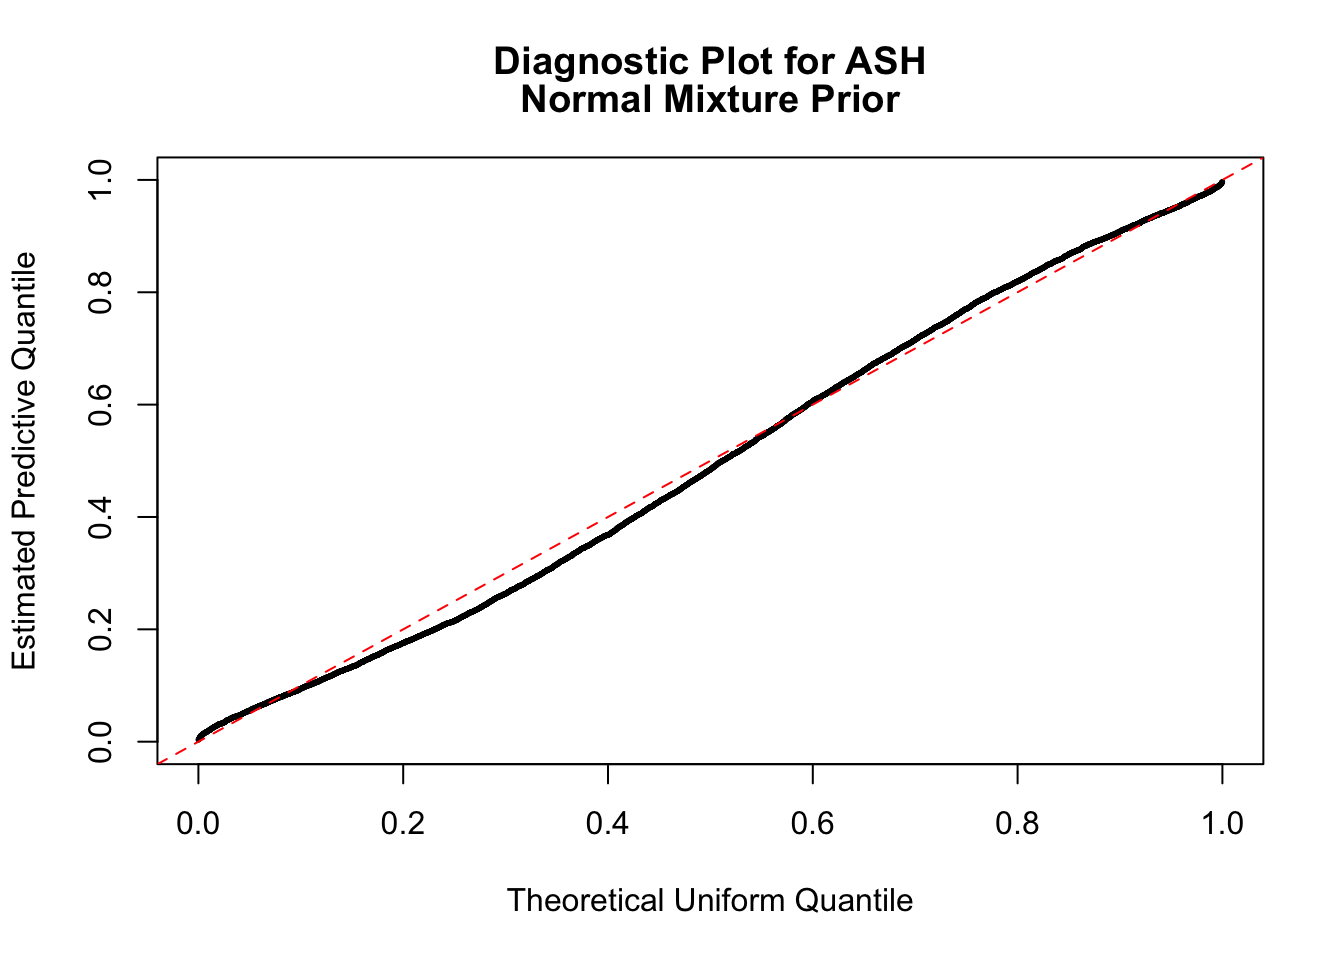 Diagnostic Plot for ASH
Normal Mixture Prior
Estimated Predictive Quantile
1.0
0.8
0.6
0.4
0.2
0.0
0.0 0.2 0.4 0.6 0.8 1.0
Theoretical Uniform Quantile